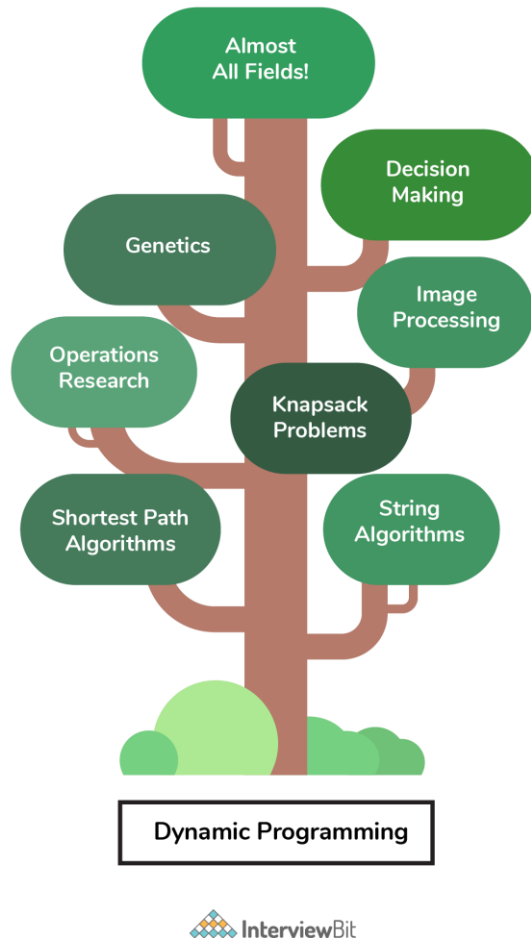 Almost
All Fields!
Decision
Making
Genetics
Image
Processing
Operations
Research
Knapsack
Problems
Shortest Path
Algorithms
String
Algorithms
Dynamic Programming
InterviewBit